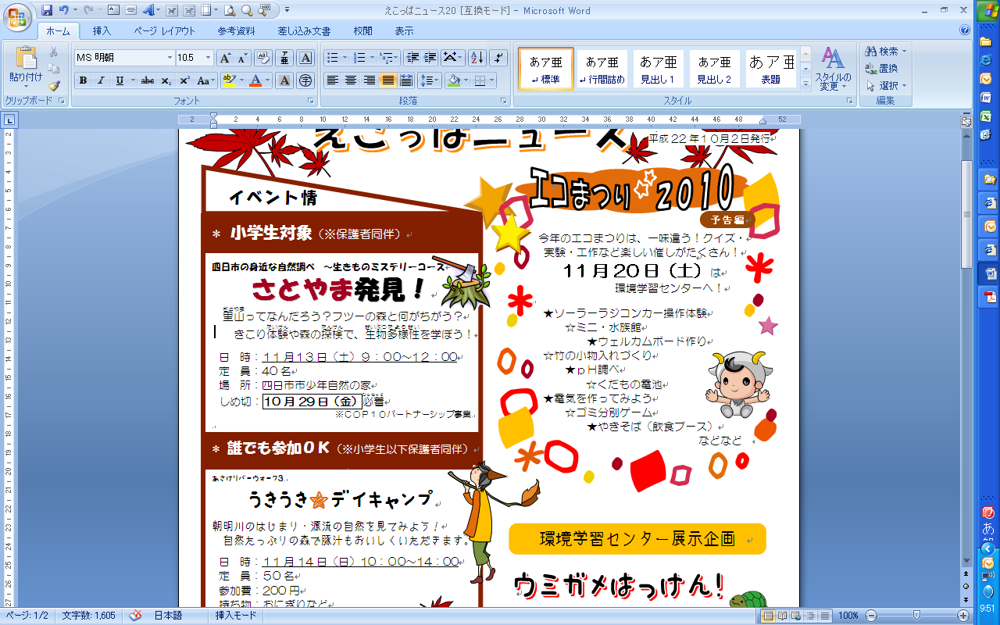 えこっぱニュース20 [互換モード] - Microsoft Word
ホーム 挿入 ページ レイアウト 参考資料 差し込み文書 校閲 表示
貼り付け
MS 明朝 10.5
クリップボード フォント 段落
あア亜 標準
あア亜 行間詰め
あア亜 見出し 1
あア亜 見出し 2
あア亜 表題
スタイルの変更
スタイル
検索
置換
選択
編集
2 2 4 6 8 10 12 14 16 18 20 22 24 26 28 30 32 34 36 38 40 42 44 46 48 52
えこっぱニュース
平成22年10月2日発行
イベント情
＊ 小学生対象（※保護者同伴）
四日市の身近な自然調べ ～生きものミステリーコース
さとやま発見！
里山ってなんだろう？フツーの森と何がちがう？
きこり体験や森の探検で、生物多様性を学ぼう！
日 時：11月13日（土）9：00～12：00
定 員：40名
場 所：四日市市少年自然の家
しめ切：10月29日（金）必着
※COP10パートナーシップ事業
＊ 誰でも参加OK（※小学生以下保護者同伴）
あさけリバーウォーク3
うきうき☆デイキャンプ
朝明川のはじまり・源流の自然を見てみよう！
自然たっぷりの森で豚汁もおいしくいただきます。
日 時：11月14日（日）10：00～14：00
定 員：50名
参加費：200円
持ち物：おにぎりなど
エコまつり 2010
予告編
今年のエコまつりは、一味違う！クイズ・
実験・工作など楽しい催しがたくさん！
11月20日（土）は
環境学習センターへ！
★ソーラーラジコンカー操作体験
☆ミニ・水族館
★ウェルカムボード作り
☆竹の小物入れづくり
★pH調べ
☆くだもの電池
★電気を作ってみよう
☆ゴミ分別ゲーム
★やきそば（飲食ブース）
などなど
環境学習センター展示企画
ウミガメはっけん!
ページ: 1/2 文字数: 1,605 日本語 挿入モード 100%
9:51